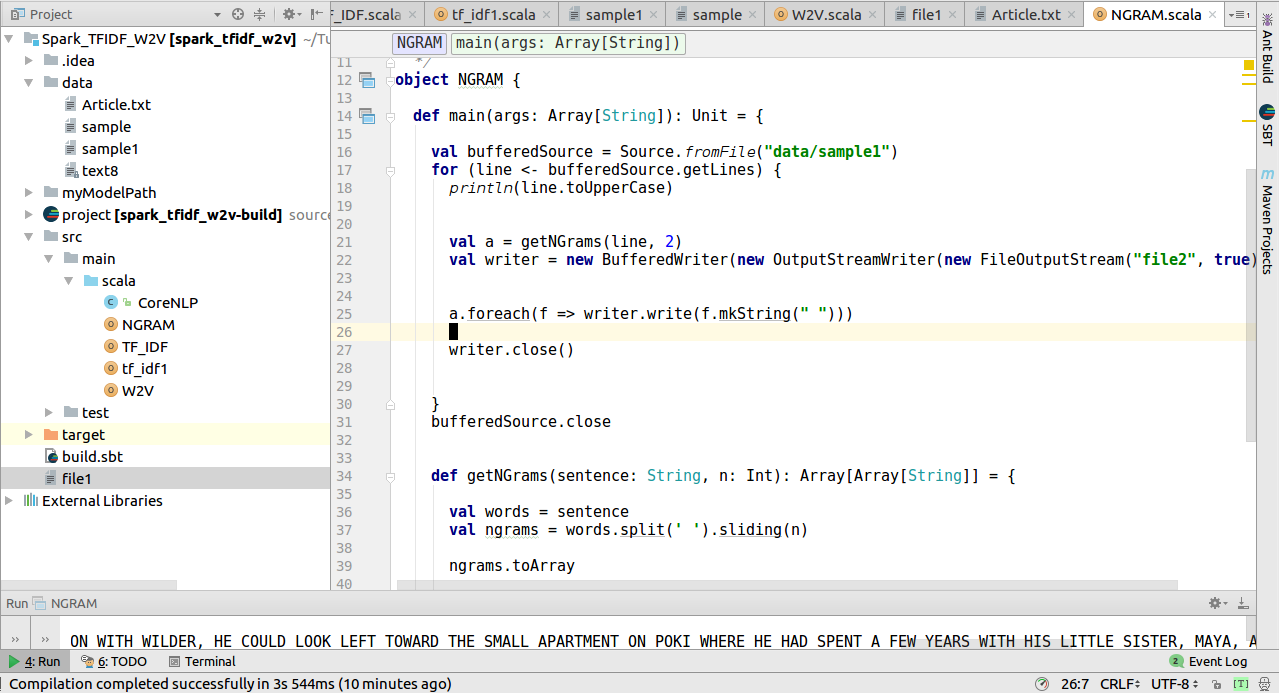 Project
_IDF.scala
tf_idf1.scala
sample1
sample
W2V.scala
file1
Article.txt
NGRAM.scala
Spark_TFIDF_W2V [spark_tfidf_w2v] ~/Tu
.idea
data
Article.txt
sample
sample1
text8
myModelPath
project [spark_tfidf_w2v-build] source
src
main
scala
CoreNLP
NGRAM
TF_IDF
tf_idf1
W2V
test
target
build.sbt
file1
External Libraries
NGRAM main(args: Array[String])
11 */
12 object NGRAM {
13
14 def main(args: Array[String]): Unit = {
15
16 val bufferedSource = Source.fromFile("data/sample1")
17 for (line <- bufferedSource.getLines) {
18 println(line.toUpperCase)
19
20
21 val a = getNGrams(line, 2)
22 val writer = new BufferedWriter(new OutputStreamWriter(new FileOutputStream("file2", true)
23
24
25 a.foreach(f => writer.write(f.mkString(" ")))
26
27 writer.close()
28
29
30 }
31 bufferedSource.close
32
33
34 def getNGrams(sentence: String, n: Int): Array[Array[String]] = {
35
36 val words = sentence
37 val ngrams = words.split(' ').sliding(n)
38
39 ngrams.toArray
40
Ant Build
SBT
m Maven Projects
Run NGRAM
ON WITH WILDER, HE COULD LOOK LEFT TOWARD THE SMALL APARTMENT ON POKI WHERE HE HAD SPENT A FEW YEARS WITH HIS LITTLE SISTER, MAYA, A
4: Run
6: TODO
Terminal
2 Event Log
Compilation completed successfully in 3s 544ms (10 minutes ago)
26:7 CRLF UTF-8 [T]